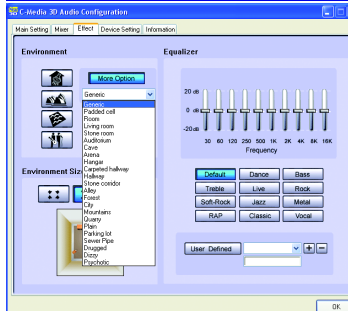 C-Media 3D Audio Configuration
Main Setting Mixer Effect Device Setting Information
Environment
More Option
Generic
Generic
Padded cell
Room
Living room
Stone room
Auditorium
Cave
Arena
Hangar
Carpeted hallway
Hallway
Stone corridor
Alley
Forest
City
Mountains
Quarry
Plain
Parking lot
Sewer Pipe
Drugged
Dizzy
Psychotic
Environment Siz
Equalizer
20 dB
0 dB
-20 dB
30 60 120 250 500 1K 2K 4K 8K 16K
Frequency
Default Dance Bass
Treble Live Rock
Soft-Rock Jazz Metal
RAP Classic Vocal
User Defined
OK